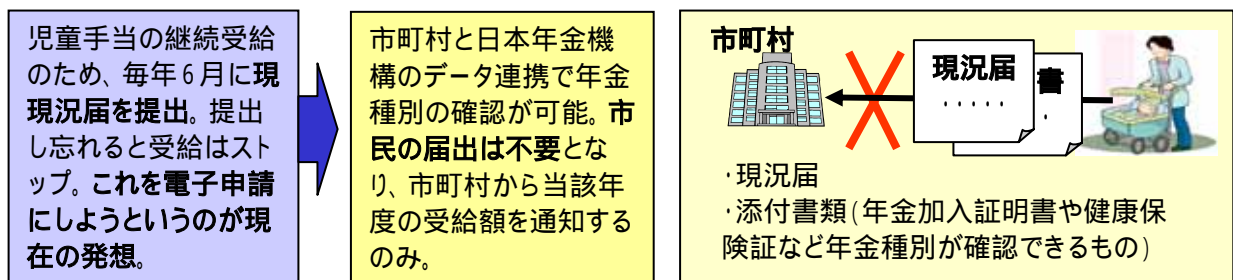 児童手当の継続受給
のため、毎年6月に現
現況届を提出。提出
し忘れると受給はスト
ップ。これを電子申請
にしようというのが現
在の発想。
市町村と日本年金機
構のデータ連携で年金
種別の確認が可能。市
民の届出は不要とな
り、市町村から当該年
度の受給額を通知する
のみ。
市町村
現況届
・・・・・
書
・
・現況届
・添付書類(年金加入証明書や健康保
険証など年金種別が確認できるもの)